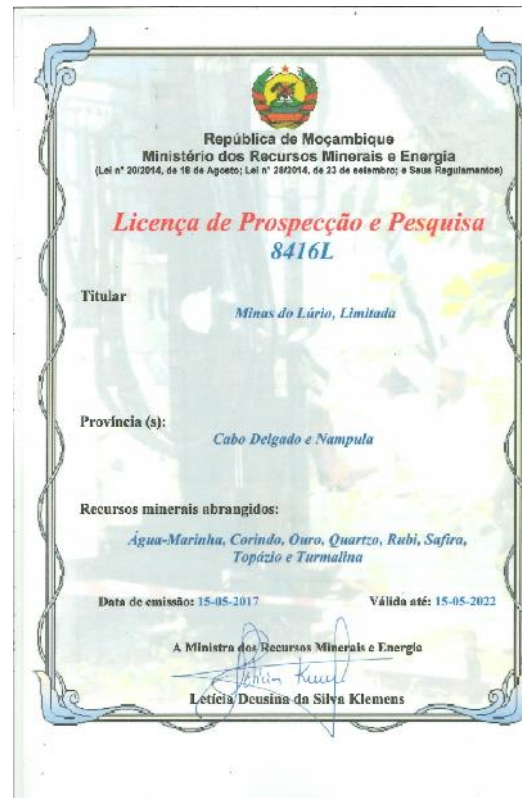 República de Moçambique
Ministério dos Recursos Minerais e Energia
(Lei nº 20/2014, de 18 de Agosto; Lei nº 28/2014, de 23 de setembro; e Seus Regulamentos)
Licença de Prospecção e Pesquisa
8416L
Titular
Minas do Lúrio, Limitada
Província (s):
Cabo Delgado e Nampula
Recursos minerais abrangidos:
Água-Marinha, Corindo, Ouro, Quartzo, Rubi, Safira,
Topázio e Turmalina
Data de emissão: 15-05-2017 Válida até: 15-05-2022
A Ministra dos Recursos Minerais e Energia
Letícia Deusina da Silva Klemens